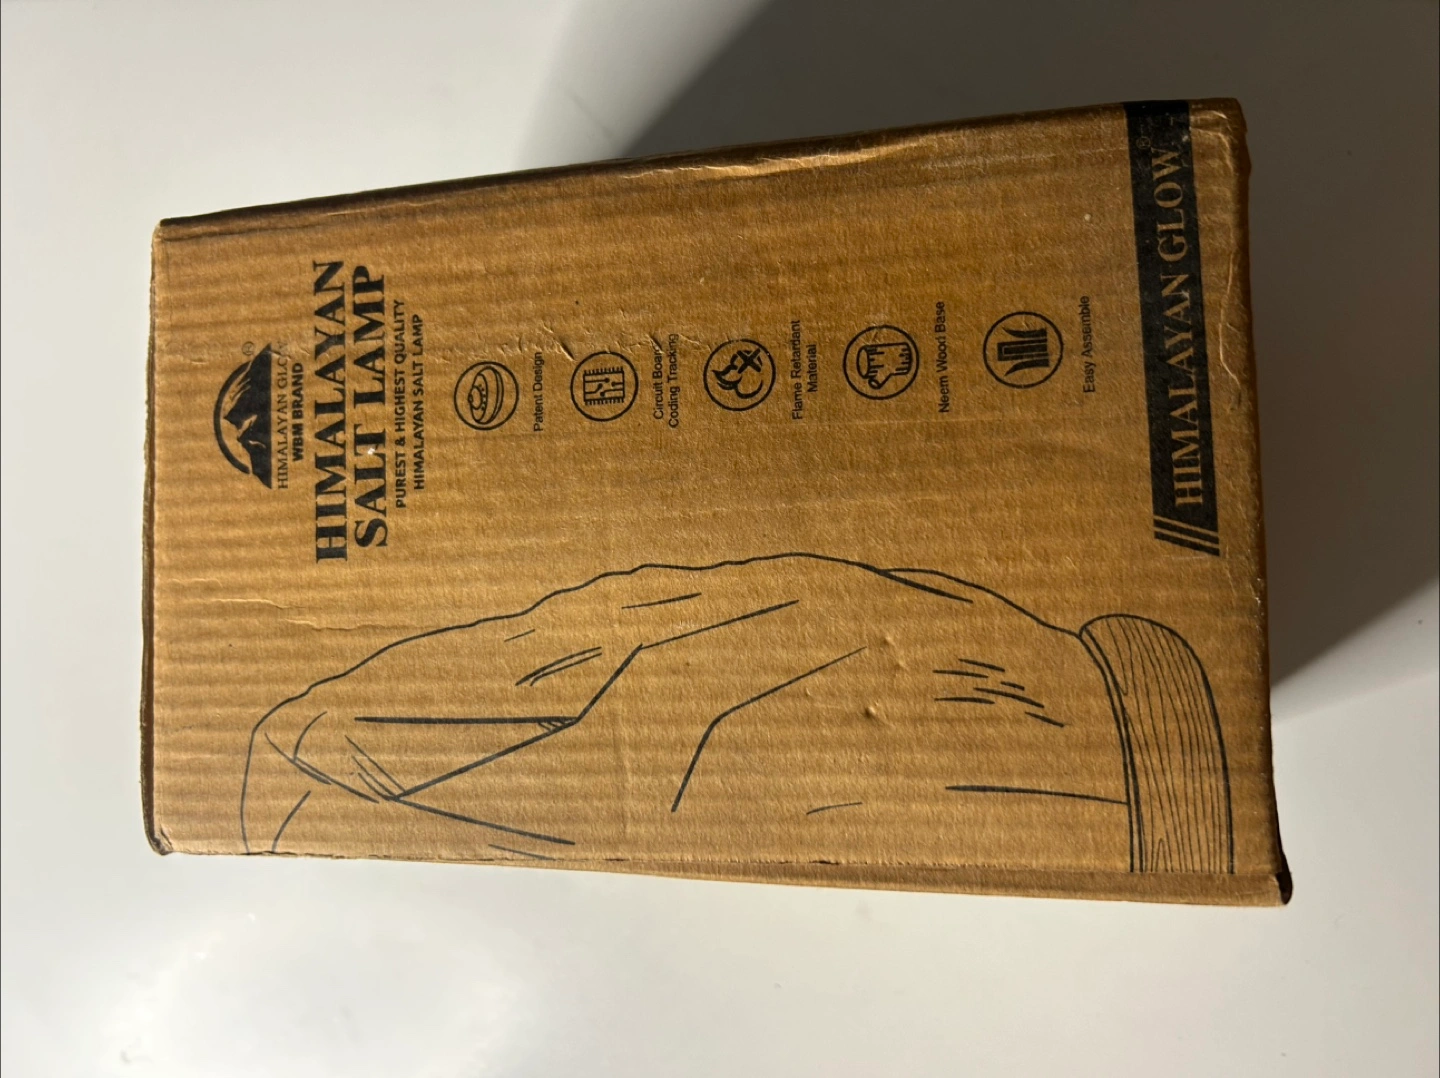 HIMALAYAN GLOW®
WBM BRAND
HIMALAYAN
SALT LAMP
PUREST & HIGHEST QUALITY
HIMALAYAN SALT LAMP
Patent Design
Circuit Board
Coding Tracking
Flame Retardant
Material
Neem Wood Base
Easy Assemble
HIMALAYAN GLOW®